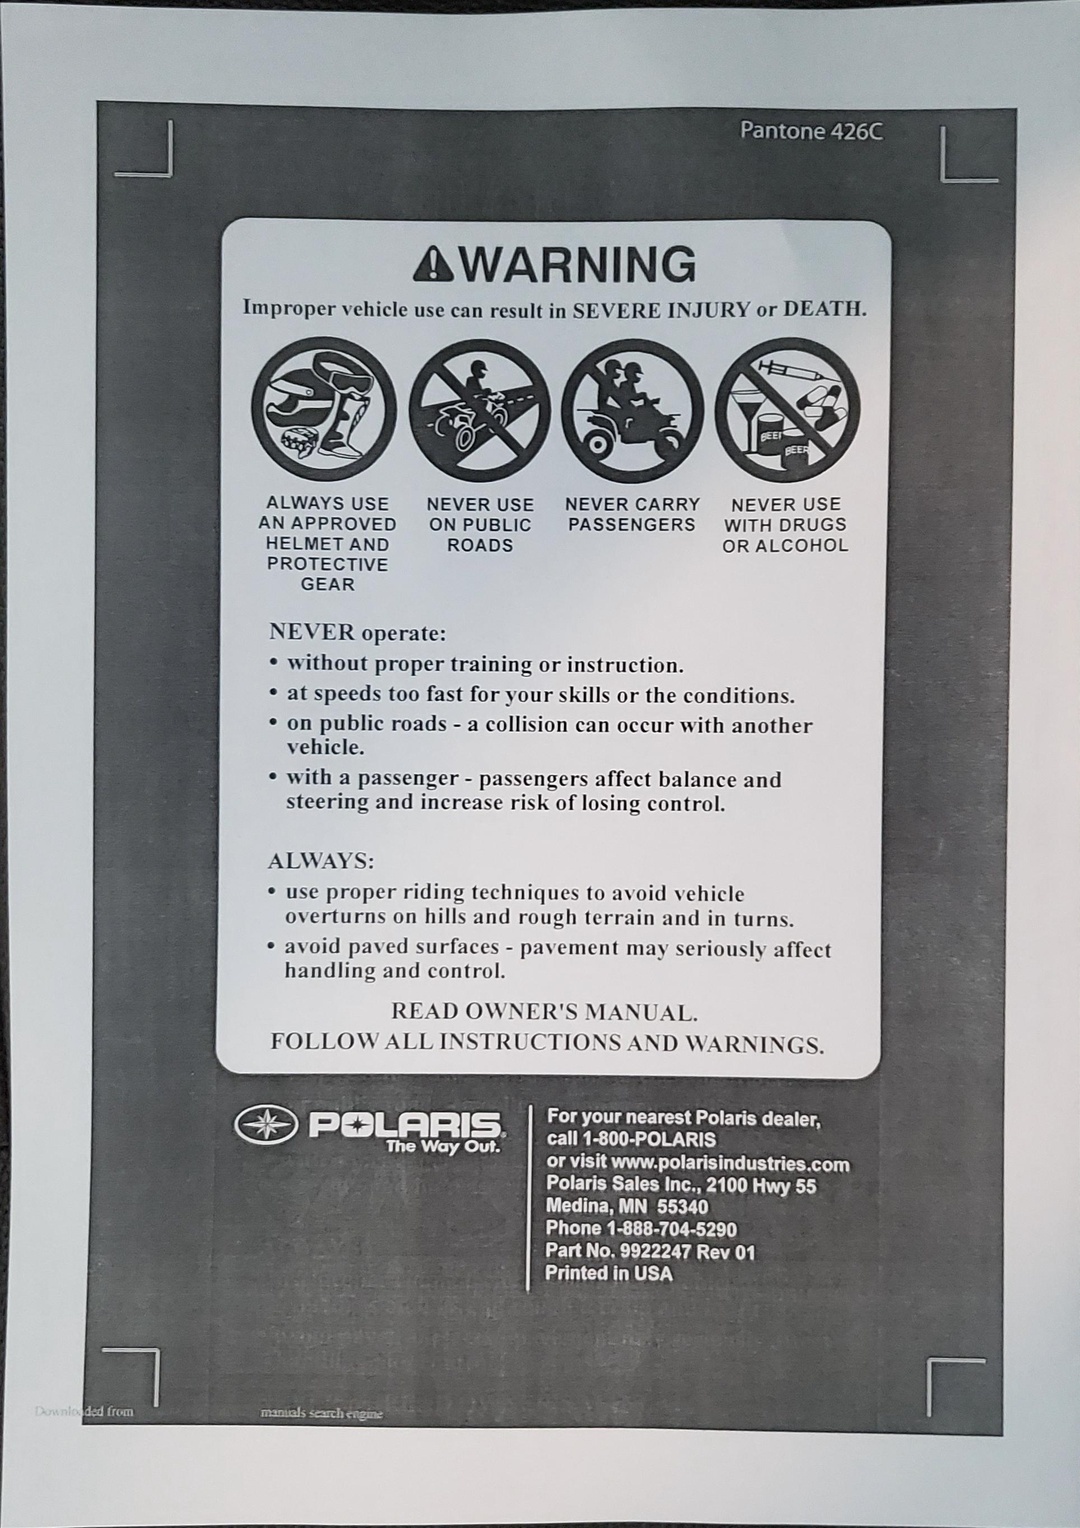 Pantone 426C
WARNING
Improper vehicle use can result in SEVERE INJURY or DEATH.
BEER
BEER
ALWAYS USE
AN APPROVED
HELMET AND
PROTECTIVE
GEAR
NEVER USE
ON PUBLIC
ROADS
NEVER CARRY
PASSENGERS
NEVER USE
WITH DRUGS
OR ALCOHOL
NEVER operate:
• without proper training or instruction.
• at speeds too fast for your skills or the conditions.
• on public roads - a collision can occur with another
vehicle.
• with a passenger - passengers affect balance and
steering and increase risk of losing control.
ALWAYS:
• use proper riding techniques to avoid vehicle
overturns on hills and rough terrain and in turns.
• avoid paved surfaces - pavement may seriously affect
handling and control.
READ OWNER'S MANUAL.
FOLLOW ALL INSTRUCTIONS AND WARNINGS.
POLARIS®
The Way Out.
For your nearest Polaris dealer,
call 1-800-POLARIS
or visit www.polarisindustries.com
Polaris Sales Inc., 2100 Hwy 55
Medina, MN 55340
Phone 1-888-704-5290
Part No. 9922247 Rev 01
Printed in USA
Downloaded from manuals search engine